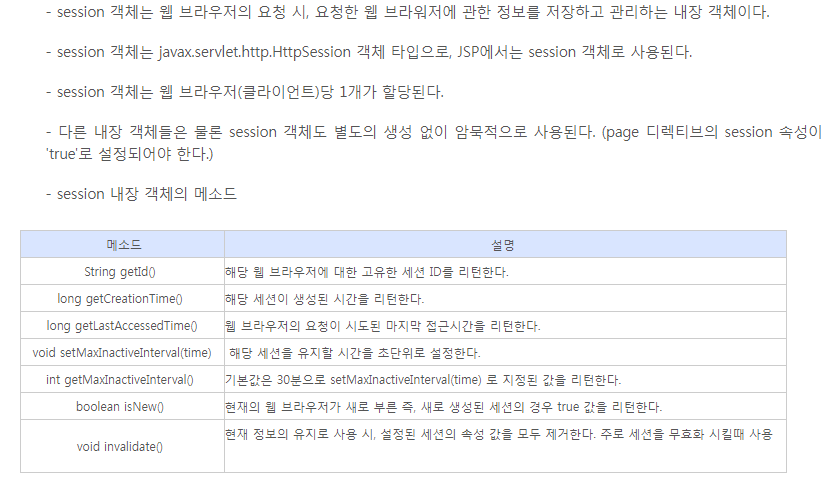 - session 객체는 웹 브라우저의 요청 시, 요청한 웹 브라워저에 관한 정보를 저장하고 관리하는 내장 객체이다.
- session 객체는 javax.servlet.http.HttpSession 객체 타입으로, JSP에서는 session 객체로 사용된다.
- session 객체는 웹 브라우저(클라이언트)당 1개가 할당된다.
- 다른 내장 객체들은 물론 session 객체도 별도의 생성 없이 암묵적으로 사용된다. (page 디렉티브의 session 속성이
'true'로 설정되어야 한다.)
- session 내장 객체의 메소드
메소드 설명
String getId() 해당 웹 브라우저에 대한 고유한 세션 ID를 리턴한다.
long getCreationTime() 해당 세션이 생성된 시간을 리턴한다.
long getLastAccessedTime() 웹 브라우저의 요청이 시도된 마지막 접근시간을 리턴한다.
void setMaxInactiveInterval(time) 해당 세션을 유지할 시간을 초단위로 설정한다.
int getMaxInactiveInterval() 기본값은 30분으로 setMaxInactiveInterval(time) 로 지정된 값을 리턴한다.
boolean isNew() 현재의 웹 브라우저가 새로 부른 즉, 새로 생성된 세션의 경우 true 값을 리턴한다.
void invalidate() 현재 정보의 유지로 사용 시, 설정된 세션의 속성 값을 모두 제거한다. 주로 세션을 무효화 시킬때 사용